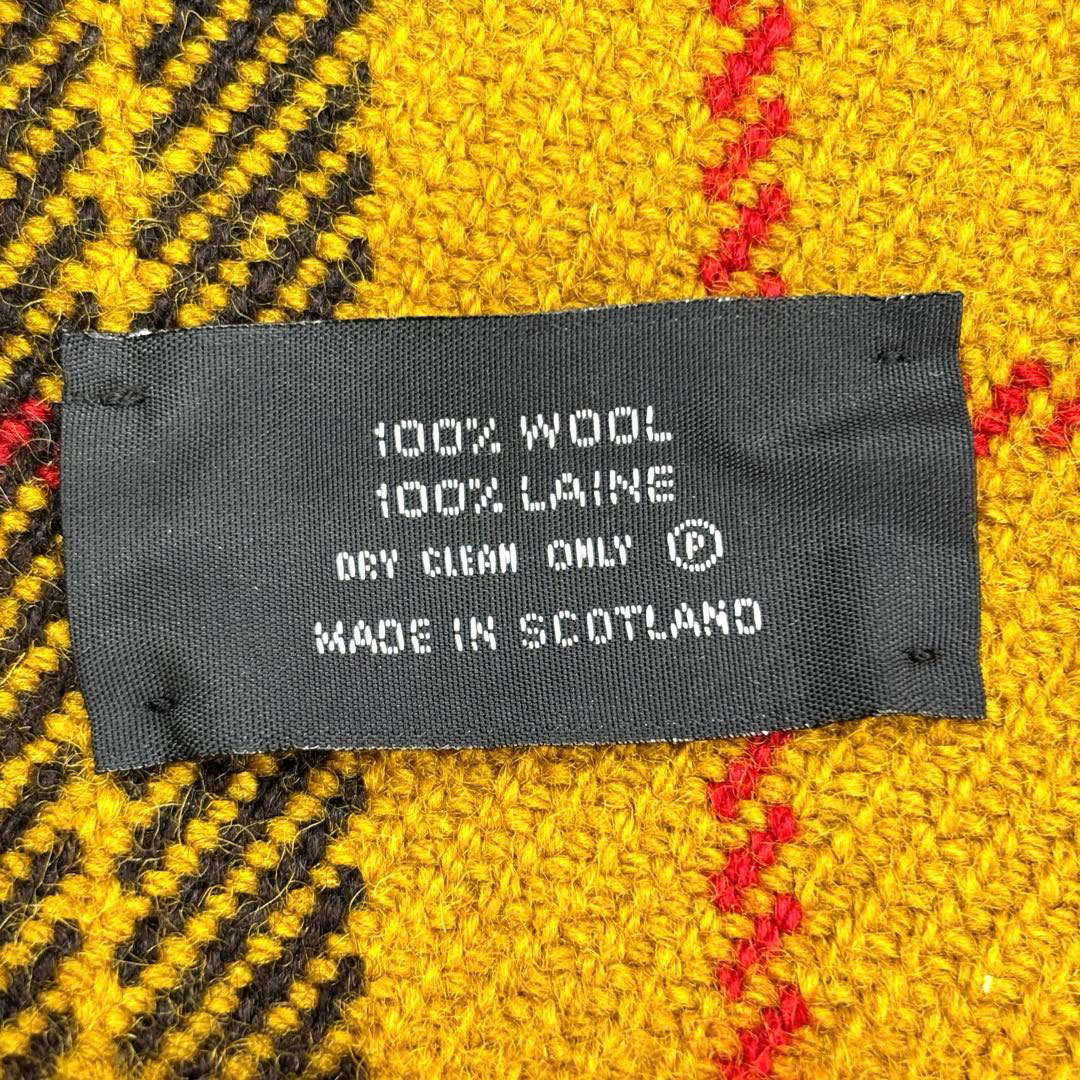 100% WOOL
100% LAINE
DRY CLEAN ONLY Ⓟ
MADE IN SCOTLAND